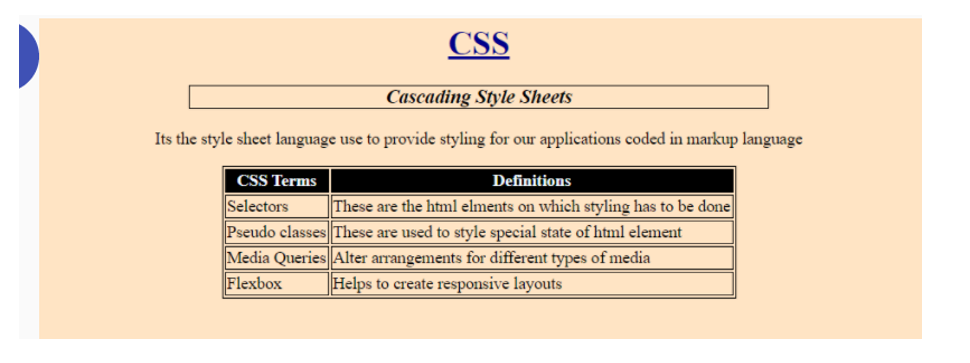 CSS
Cascading Style Sheets
Its the style sheet language use to provide styling for our applications coded in markup language
CSS Terms Definitions
Selectors These are the html elments on which styling has to be done
Pseudo classes These are used to style special state of html element
Media Queries Alter arrangements for different types of media
Flexbox Helps to create responsive layouts